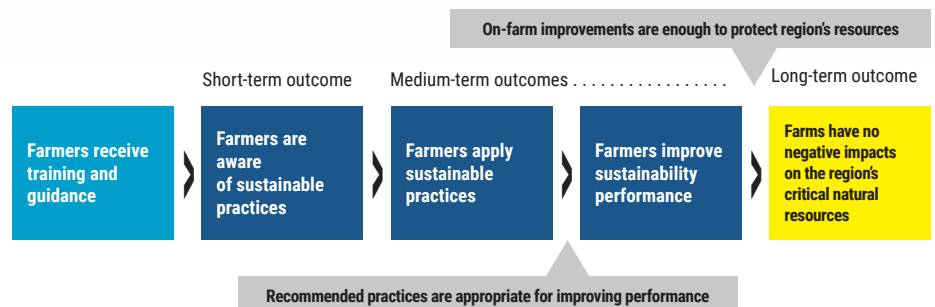 On-farm improvements are enough to protect region's resources
Short-term outcome
Medium-term outcomes . . . . . . . . . . . . . . . . .
Long-term outcome
Farmers receive
training and
guidance
Farmers are
aware
of sustainable
practices
Farmers apply
sustainable
practices
Farmers improve
sustainability
performance
Farms have no
negative impacts
on the region's
critical natural
resources
Recommended practices are appropriate for improving performance